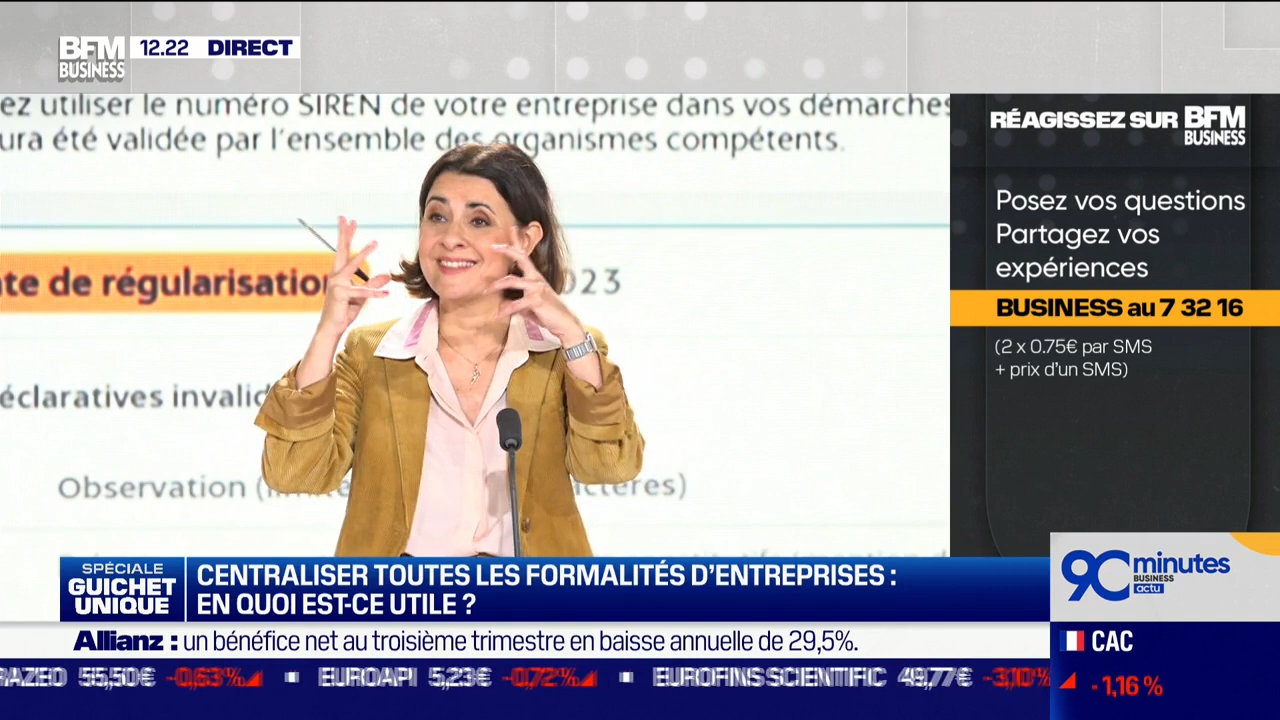 BFM
BUSINESS
12.22 DIRECT
ez utiliser le numéro SIREN de votre entreprise dans vos démarches
ura été validée par l'ensemble des organismes compétents.
te de régularisation
023
éclaratives invalid
Observation (
actères)
RÉAGISSEZ SUR BFM
BUSINESS
Posez vos questions
Partagez vos
expériences
BUSINESS au 7 32 16
(2 x 0.75€ par SMS
+ prix d'un SMS)
SPÉCIALE
GUICHET
UNIQUE
CENTRALISER TOUTES LES FORMALITÉS D'ENTREPRISES :
EN QUOI EST-CE UTILE ?
90 minutes
BUSINESS
actu
Allianz : un bénéfice net au troisième trimestre en baisse annuelle de 29,5%.
CAC
-1,16 %
RAZEO 55,50€ -0,63% EUROAPI 5,23€ -0,72% EUROFINS SCIENTIFIC 49,77€ -3,10%